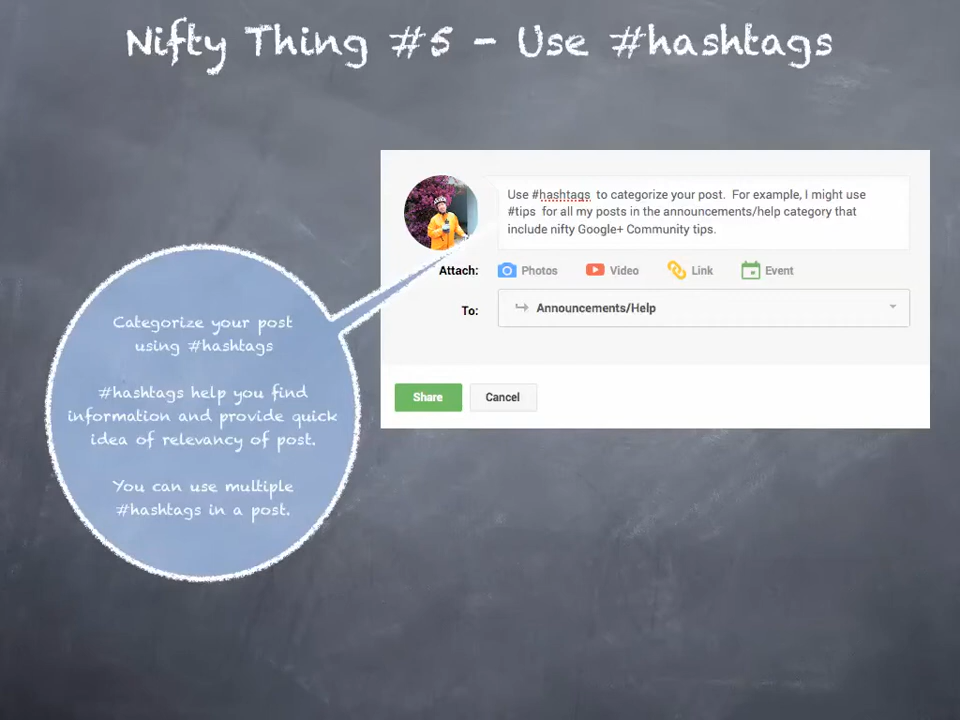 Nifty Thing #5 - Use #hashtags
Use #hashtags to categorize your post. For example, I might use
#tips for all my posts in the announcements/help category that
include nifty Google+ Community tips.
Attach: Photos Video Link Event
To: Announcements/Help
Share Cancel
Categorize your post
using #hashtags
#hashtags help you find
information and provide quick
idea of relevancy of post.
You can use multiple
#hashtags in a post.